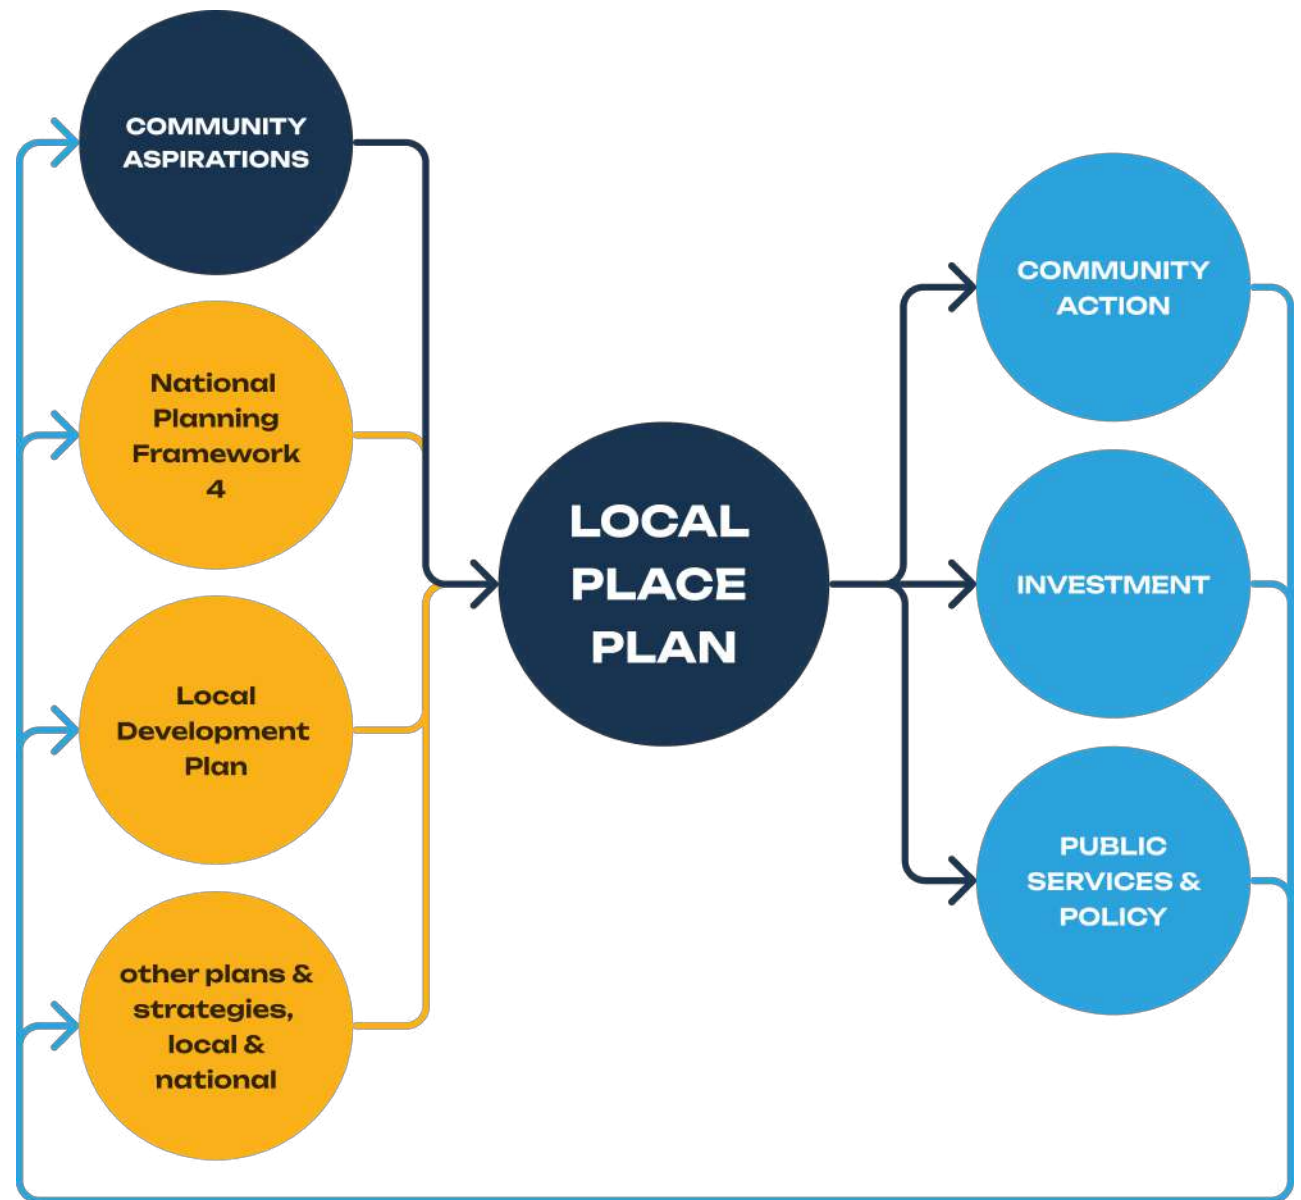 COMMUNITY
ASPIRATIONS
National
Planning
Framework
4
Local
Development
Plan
other plans &
strategies,
local &
national
LOCAL
PLACE
PLAN
COMMUNITY
ACTION
INVESTMENT
PUBLIC
SERVICES &
POLICY